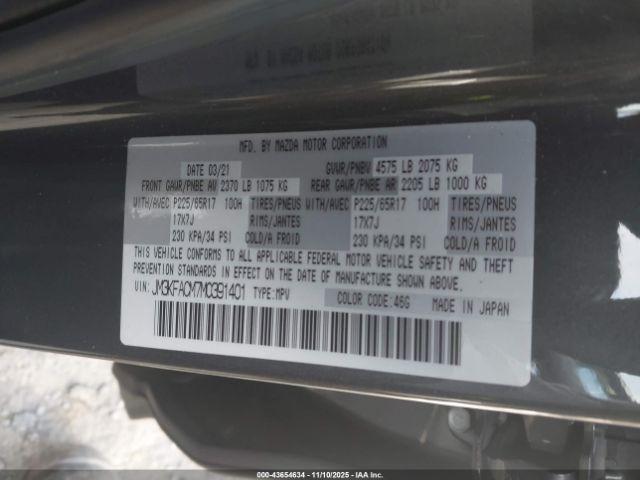 MFD. BY MAZDA MOTOR CORPORATION
DATE 03/21 GVWR/PNBV 4575 LB 2075 KG
FRONT GAWR/PNBE AV 2370 LB 1075 KG REAR GAWR/PNBE AR 2205 LB 1000 KG
WITH/AVEC P225/65R17 100H TIRES/PNEUS WITH/AVEC P225/65R17 100H TIRES/PNEUS
17X7J RIMS/JANTES 17X7J RIMS/JANTES
230 KPA/34 PSI COLD/A FROID 230 KPA/34 PSI COLD/A FROID
THIS VEHICLE CONFORMS TO ALL APPLICABLE FEDERAL MOTOR VEHICLE SAFETY AND THEFT
PREVENTION STANDARDS IN EFFECT ON THE DATE OF MANUFACTURE SHOWN ABOVE.
VIN: JM3KFACM7M0391401 TYPE:MPV COLOR CODE:46G MADE IN JAPAN
000-43654634 - 11/10/2025 - IAA Inc.